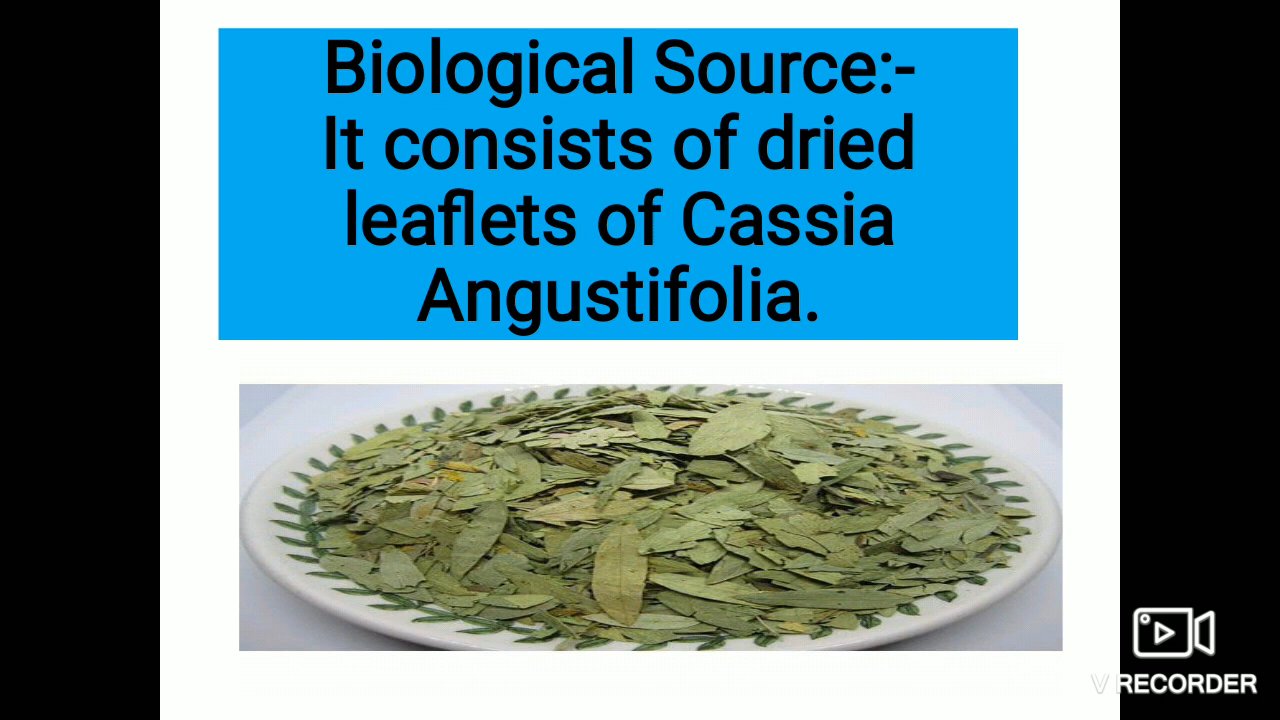 Biological Source:-
It consists of dried
leaflets of Cassia
Angustifolia.
V RECORDER